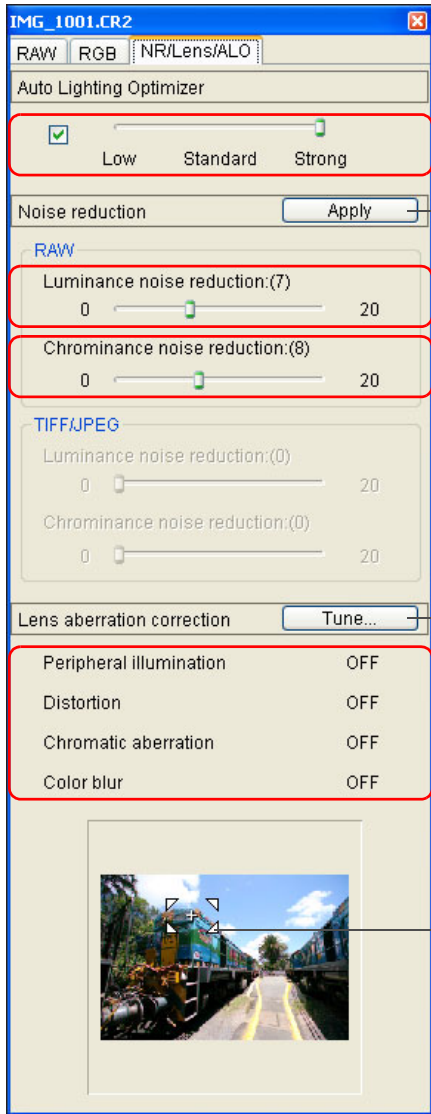 IMG_1001.CR2
RAW RGB NR/Lens/ALO
Auto Lighting Optimizer
Low Standard Strong
Noise reduction Apply
RAW
Luminance noise reduction:(7)
0 20
Chrominance noise reduction:(8)
0 20
TIFF/JPEG
Luminance noise reduction:(0)
0 20
Chrominance noise reduction:(0)
0 20
Lens aberration correction Tune...
Peripheral illumination OFF
Distortion OFF
Chromatic aberration OFF
Color blur OFF